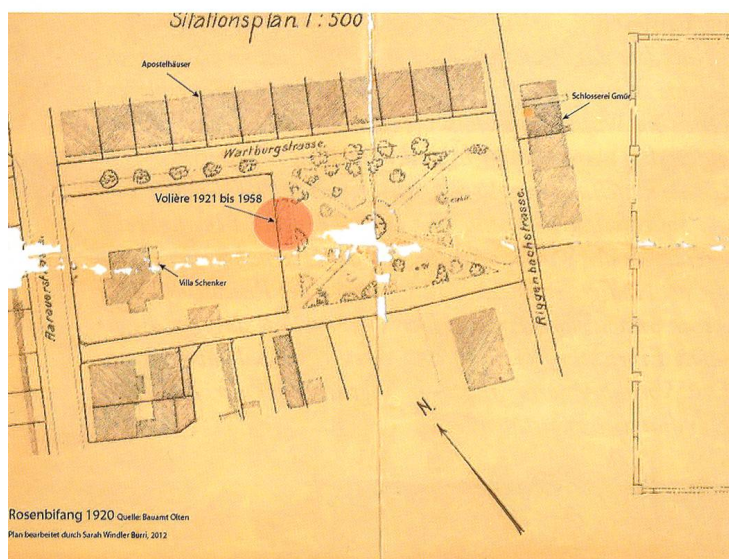 Sitationsplan 1:500
Apostelhäuser
Schlosserei Gmür
Wartburgstrasse.
Volière 1921 bis 1958
Villa Schenker
Riggenbachstrasse.
N.
Rosenbifang 1920 Quelle: Bauamt Olten
Plan bearbeitet durch Sarah Windler Burri, 2012